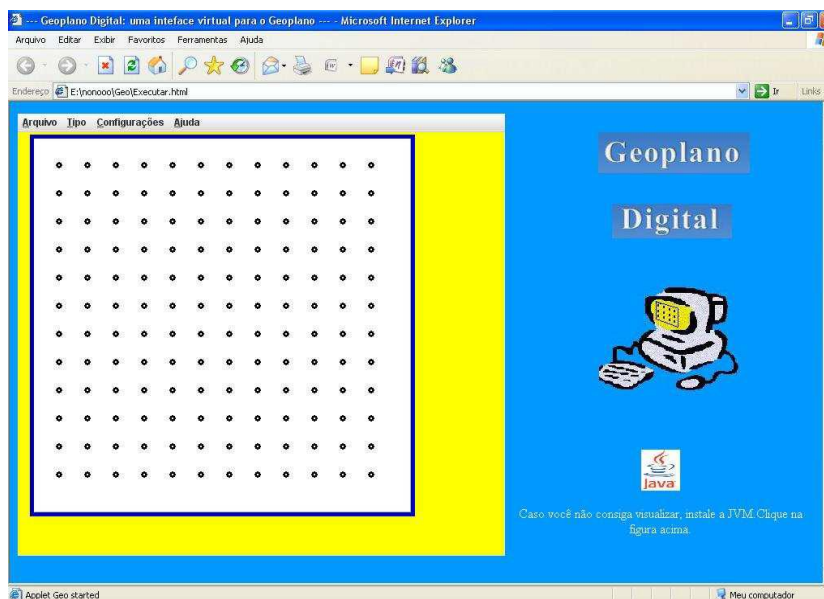 --- Geoplano Digital: uma inteface virtual para o Geoplano --- - Microsoft Internet Explorer
Arquivo Editar Exibir Favoritos Ferramentas Ajuda
Endereço E:\nonooo\Geo\Executar.html Ir Links
Arquivo Tipo Configurações Ajuda
Geoplano
Digital
Java
Caso você não consiga visualizar, instale a JVM.Clique na
figura acima.
Applet Geo started Meu computador